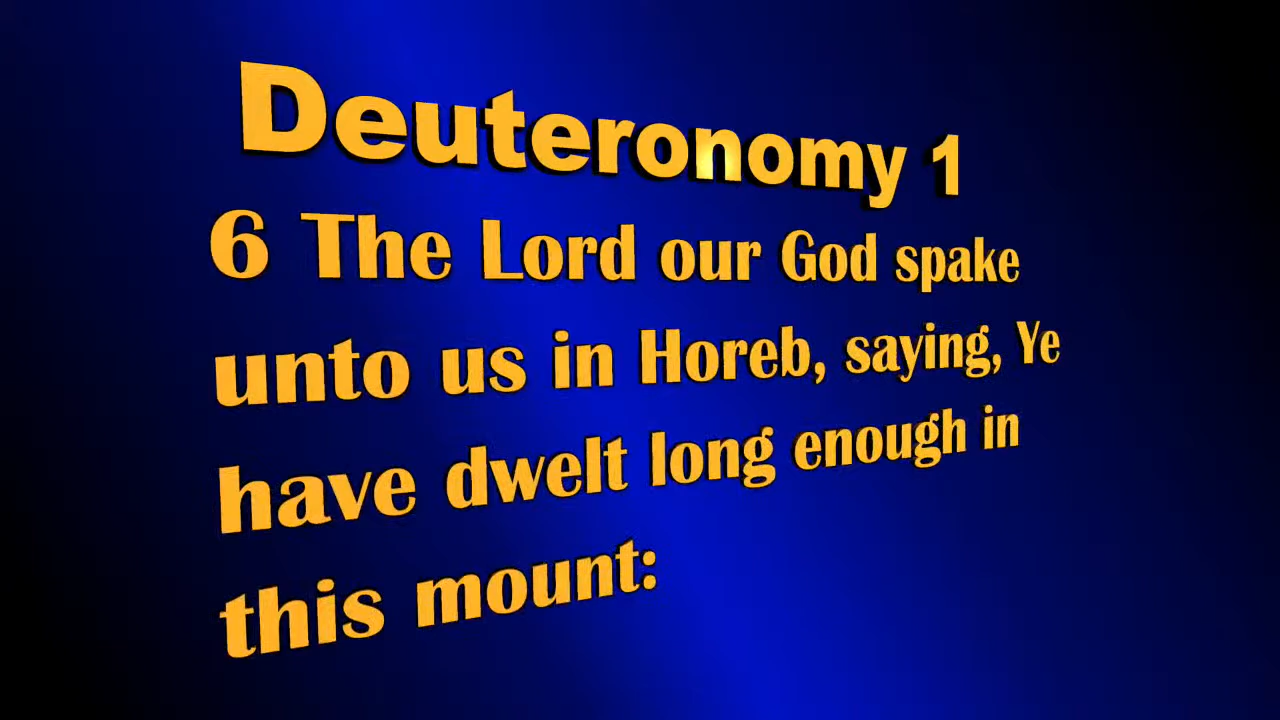 Deuteronomy 1
6 The Lord our God spake
unto us in Horeb, saying, Ye
have dwelt long enough in
this mount: